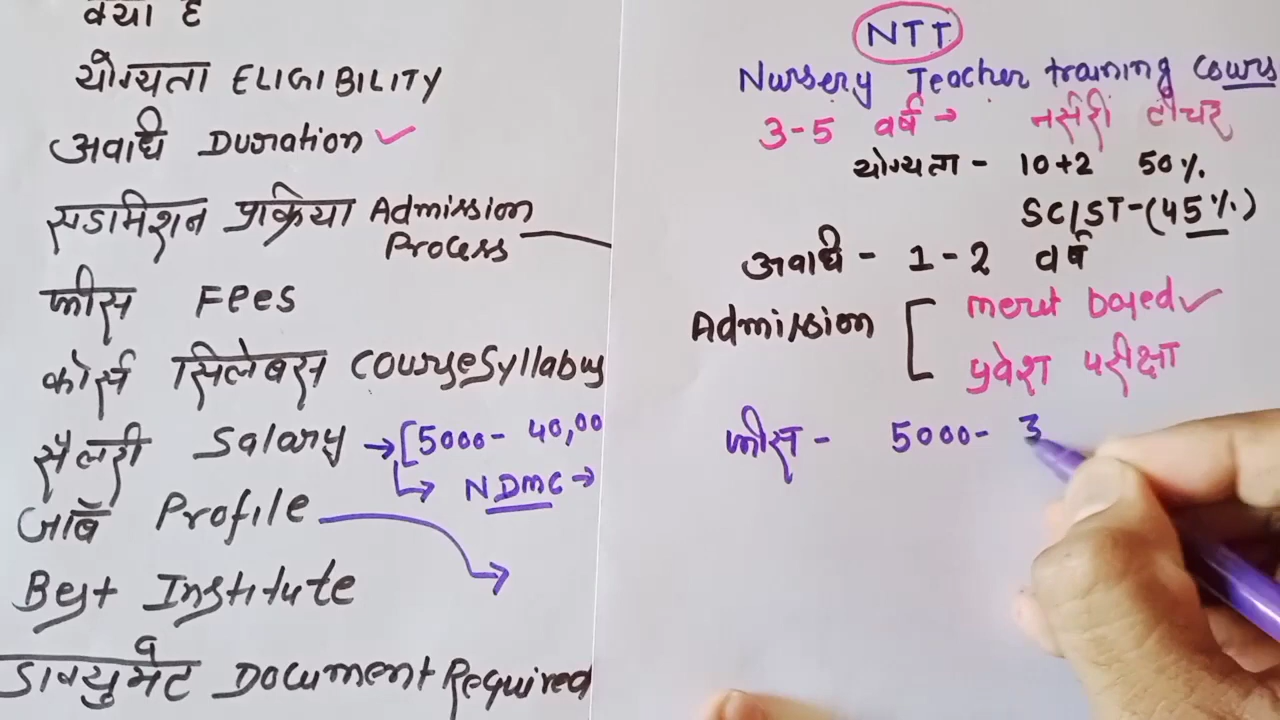 क्या है
योग्यता ELIGIBILITY
अवधि Duration ✓
एडमिशन प्रक्रिया Admission
Process
फीस Fees
कोर्स सिलेबस Course Syllabus
सैलरी Salary → [5000- 40,00
NDMC →
जॉब Profile
Best Institute
डाक्युमेंट Document Required
NTT
Nursery Teacher training Cours
3-5 वर्ष → नर्सरी टीचर
योग्यता - 10+2 50%
SC/ST-(45%)
अवधि - 1-2 वर्ष
Admission [ merit based ✓
प्रवेश परीक्षा
फीस - 5000- 3